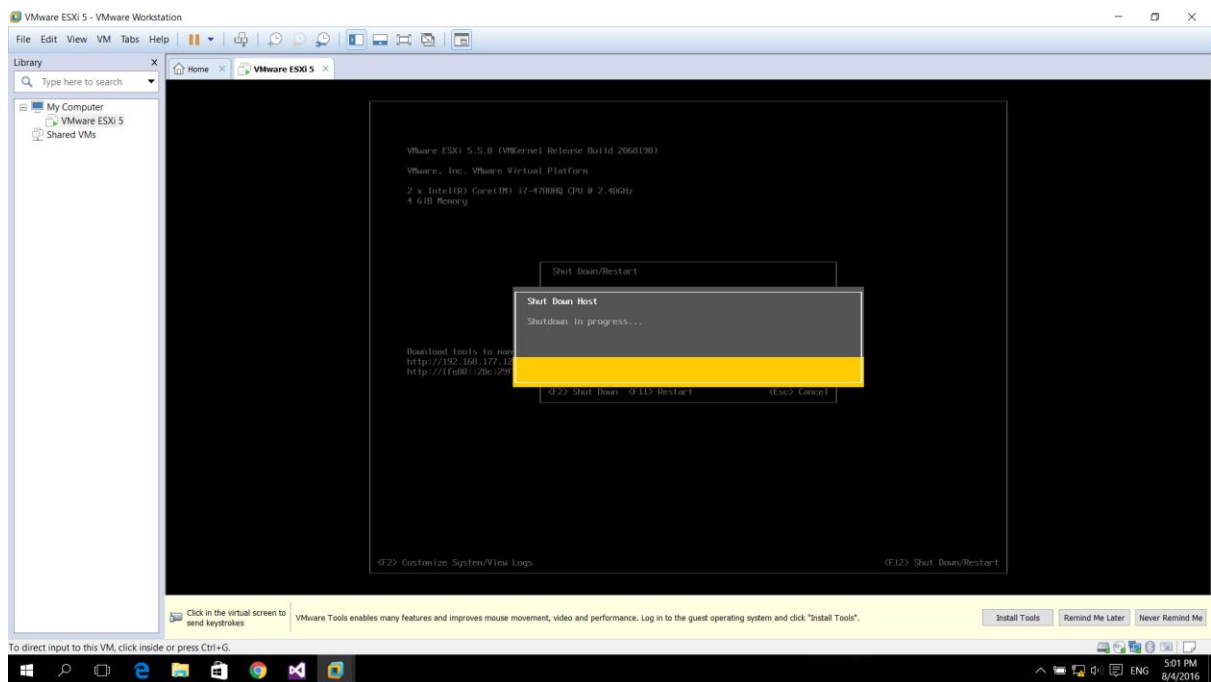 VMware ESXi 5 - VMware Workstation
File Edit View VM Tabs Help
Library X
Home VMware ESXi 5
Type here to search
My Computer
VMware ESXi 5
Shared VMs
VMware ESXi 5.5.0 (VMKernel Release Build 2068190)
VMware, Inc. VMware Virtual Platform
2 x Intel(R) Core(TM) i7-4700HQ CPU @ 2.40GHz
4 GiB Memory
Shut Down/Restart
Shut Down Host
Shutdown in progress...
Download tools to man
http://192.168.177.12
http://[fe80::20c:29f
<F2> Shut Down <F11> Restart <Esc> Cancel
<F2> Customize System/View Logs <F12> Shut Down/Restart
Click in the virtual screen to
send keystrokes
VMware Tools enables many features and improves mouse movement, video and performance. Log in to the guest operating system and click "Install Tools".
Install Tools Remind Me Later Never Remind Me
To direct input to this VM, click inside or press Ctrl+G.
ENG 5:01 PM
8/4/2016